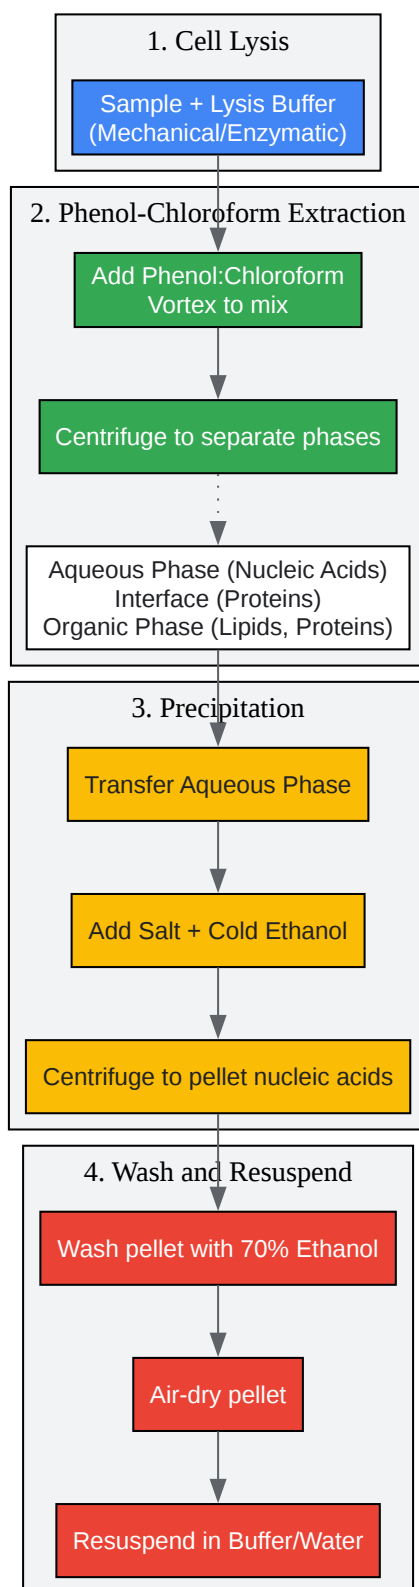 1. Cell Lysis
Sample + Lysis Buffer
(Mechanical/Enzymatic)
2. Phenol-Chloroform Extraction
Add Phenol:Chloroform
Vortex to mix
Centrifuge to separate phases
Aqueous Phase (Nucleic Acids)
Interface (Proteins)
Organic Phase (Lipids, Proteins)
3. Precipitation
Transfer Aqueous Phase
Add Salt + Cold Ethanol
Centrifuge to pellet nucleic acids
4. Wash and Resuspend
Wash pellet with 70% Ethanol
Air-dry pellet
Resuspend in Buffer/Water